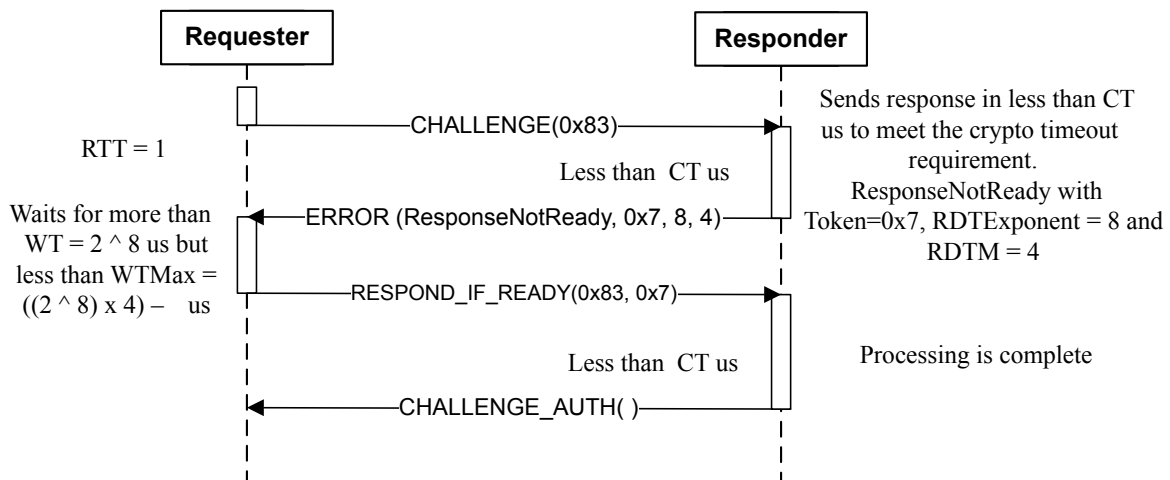 Requester
Responder
CHALLENGE(0x83)
Sends response in less than CT
us to meet the crypto timeout
requirement.
ResponseNotReady with
Token=0x7, RDTExponent = 8 and
RDTM = 4
RTT = 1
Less than CT us
Waits for more than
WT = 2 ^ 8 us but
less than WTMax =
((2 ^ 8) x 4) – us
ERROR (ResponseNotReady, 0x7, 8, 4)
RESPOND_IF_READY(0x83, 0x7)
Less than CT us
Processing is complete
CHALLENGE_AUTH( )